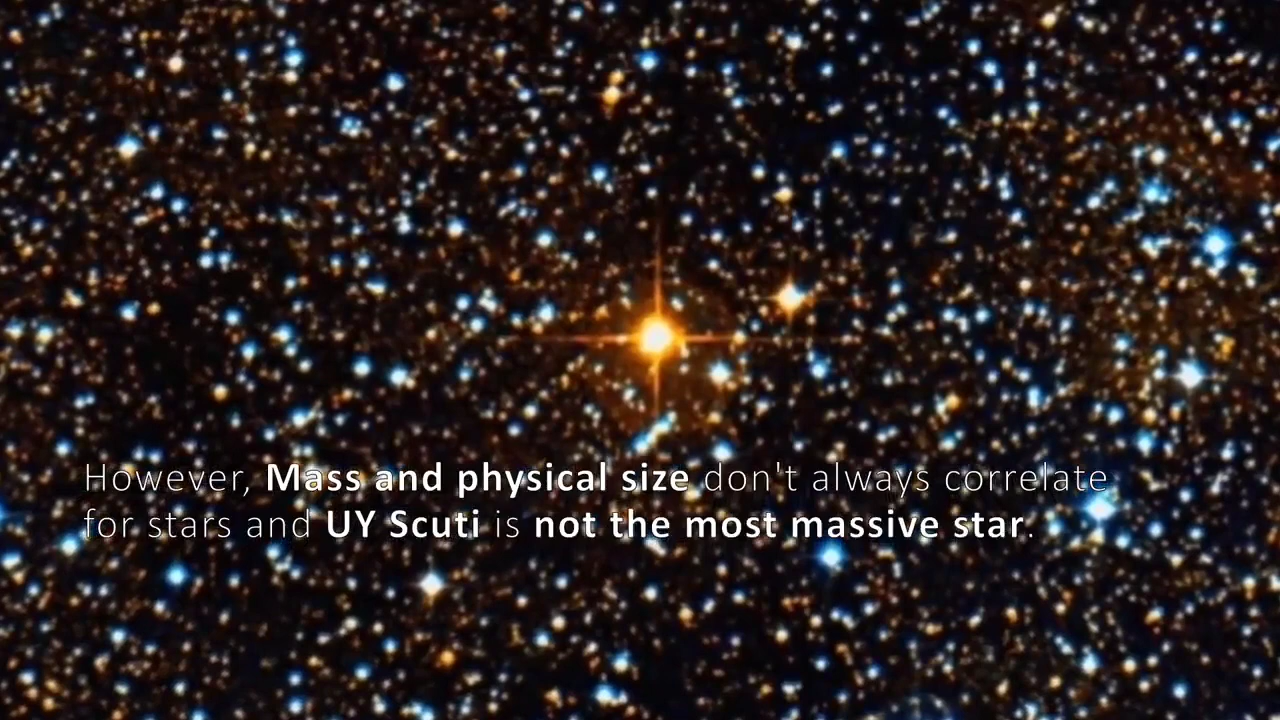 However, Mass and physical size don't always correlate
for stars and UY Scuti is not the most massive star.